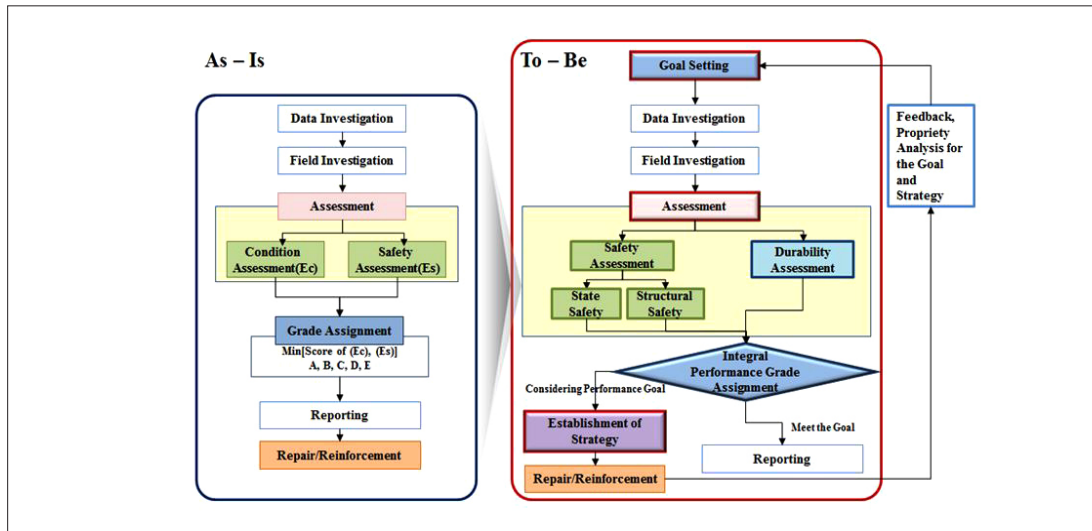 As – Is
Data Investigation
Field Investigation
Assessment
Condition
Assessment(Ec)
Safety
Assessment(Es)
Grade Assignment
Min[Score of (Ec), (Es)]
A, B, C, D, E
Reporting
Repair/Reinforcement
To – Be
Goal Setting
Data Investigation
Field Investigation
Assessment
Safety
Assessment
Durability
Assessment
State
Safety
Structural
Safety
Integral
Performance Grade
Assignment
Considering Performance Goal
Establishment of
Strategy
Repair/Reinforcement
Meet the Goal
Reporting
Feedback,
Propriety
Analysis for
the Goal
and
Strategy